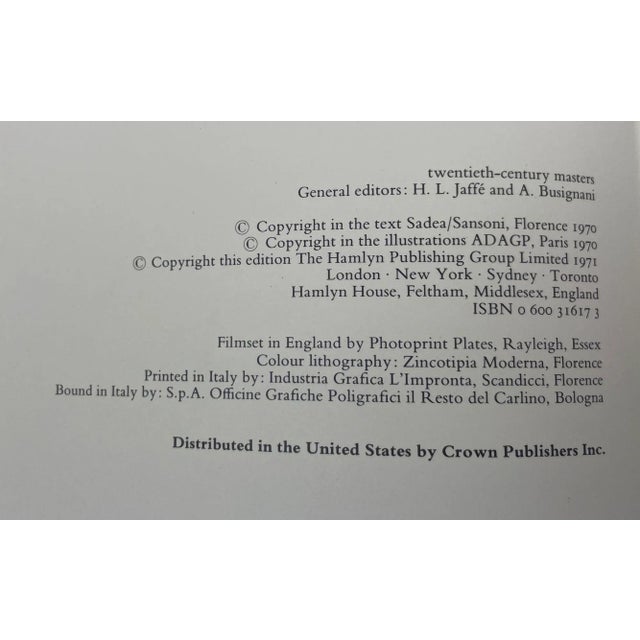 twentieth-century masters
General editors: H. L. Jaffé and A. Busignani
© Copyright in the text Sadea/Sansoni, Florence 1970
© Copyright in the illustrations ADAGP, Paris 1970
© Copyright this edition The Hamlyn Publishing Group Limited 1971
London · New York · Sydney · Toronto
Hamlyn House, Feltham, Middlesex, England
ISBN 0 600 31617 3
Filmset in England by Photoprint Plates, Rayleigh, Essex
Colour lithography: Zincotipia Moderna, Florence
Printed in Italy by: Industria Grafica L'Impronta, Scandicci, Florence
Bound in Italy by: S.p.A. Officine Grafiche Poligrafici il Resto del Carlino, Bologna
Distributed in the United States by Crown Publishers Inc.